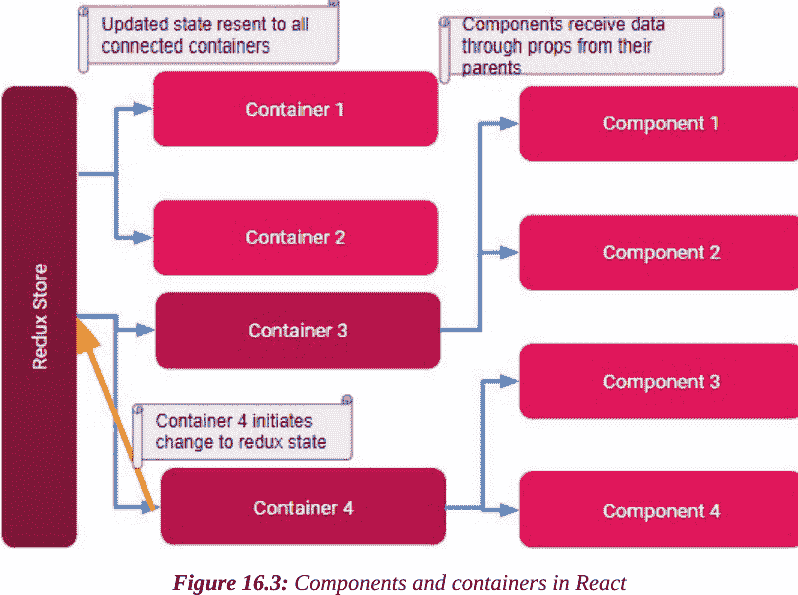 Updated state resent to all
connected containers
Components receive data
through props from their
parents
Container 1
Component 1
Container 2
Component 2
Redux Store
Container 3
Component 3
Container 4 initiates
change to redux state
Container 4
Component 4
Figure 16.3: Components and containers in React